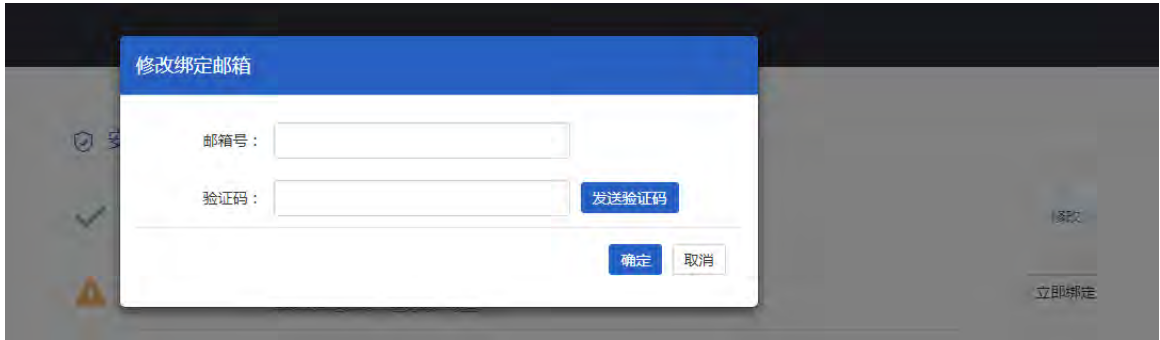 修改绑定邮箱
邮箱号：
验证码： 发送验证码
修改
确定 取消
立即绑定